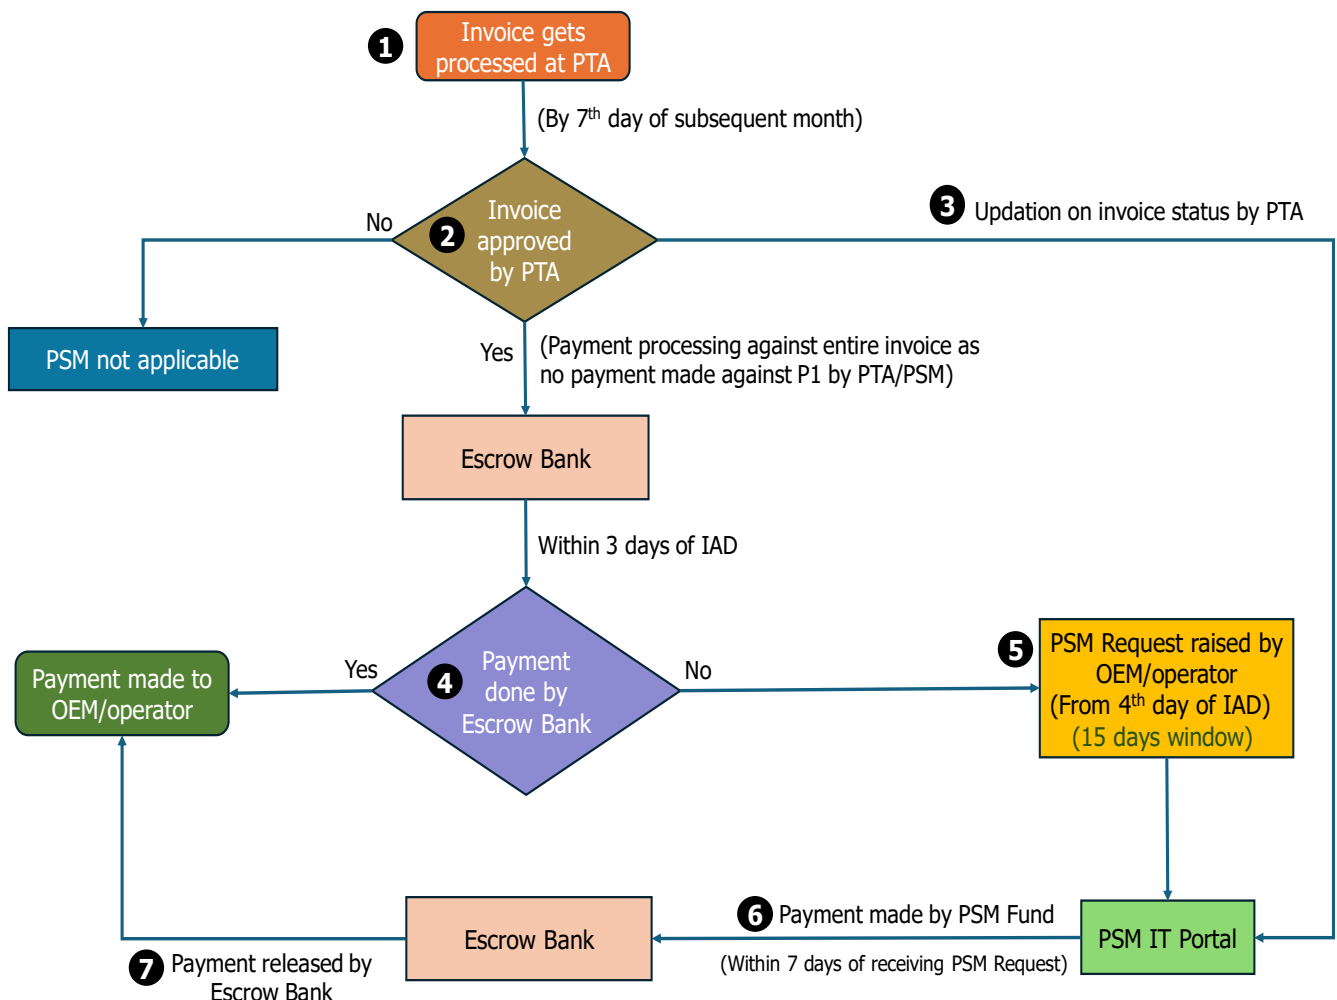 1
Invoice gets
processed at PTA
(By 7th day of subsequent month)
No
2
Invoice
approved
by PTA
3
Updation on invoice status by PTA
PSM not applicable
Yes
(Payment processing against entire invoice as
no payment made against P1 by PTA/PSM)
Escrow Bank
Within 3 days of IAD
Payment made to
OEM/operator
Yes
4
Payment
done by
Escrow Bank
No
5
PSM Request raised by
OEM/operator
(From 4th day of IAD)
(15 days window)
6
Payment made by PSM Fund
(Within 7 days of receiving PSM Request)
PSM IT Portal
Escrow Bank
7
Payment released by
Escrow Bank